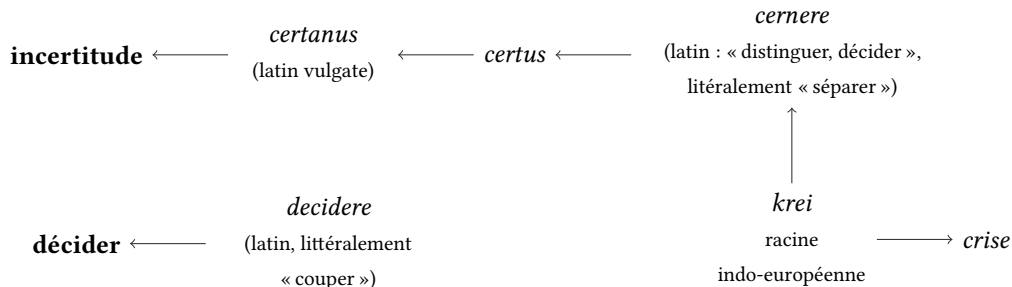 cernere
certanus
incertitude
certus
(latin : « distinguer, décider »,
(latin vulgate)
litéralement « séparer »)
decidere
krei
décider
(latin, littéralement
racine
crise
« couper »)
indo-européenne